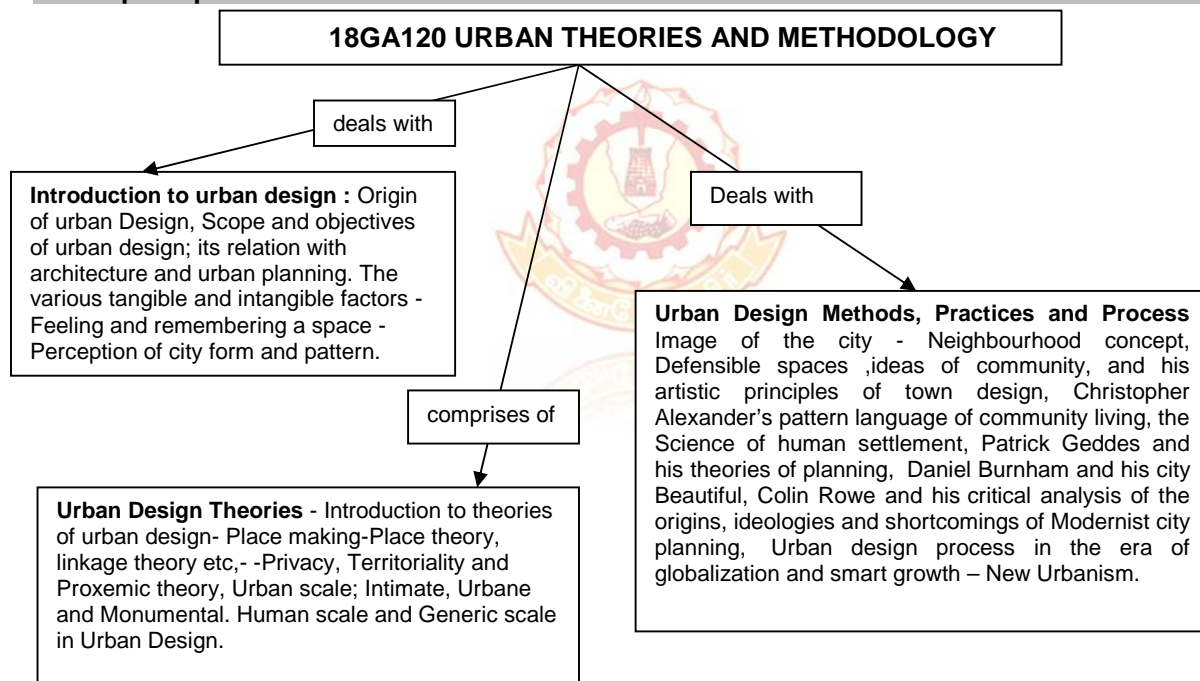 18GA120 URBAN THEORIES AND METHODOLOGY
deals with
Introduction to urban design : Origin
of urban Design, Scope and objectives
of urban design; its relation with
architecture and urban planning. The
various tangible and intangible factors -
Feeling and remembering a space -
Perception of city form and pattern.
Deals with
Urban Design Methods, Practices and Process
Image of the city - Neighbourhood concept,
Defensible spaces ,ideas of community, and his
artistic principles of town design, Christopher
Alexander’s pattern language of community living, the
Science of human settlement, Patrick Geddes and
his theories of planning, Daniel Burnham and his city
Beautiful, Colin Rowe and his critical analysis of the
origins, ideologies and shortcomings of Modernist city
planning, Urban design process in the era of
globalization and smart growth – New Urbanism.
comprises of
Urban Design Theories - Introduction to theories
of urban design- Place making-Place theory,
linkage theory etc,- -Privacy, Territoriality and
Proxemic theory, Urban scale; Intimate, Urbane
and Monumental. Human scale and Generic scale
in Urban Design.